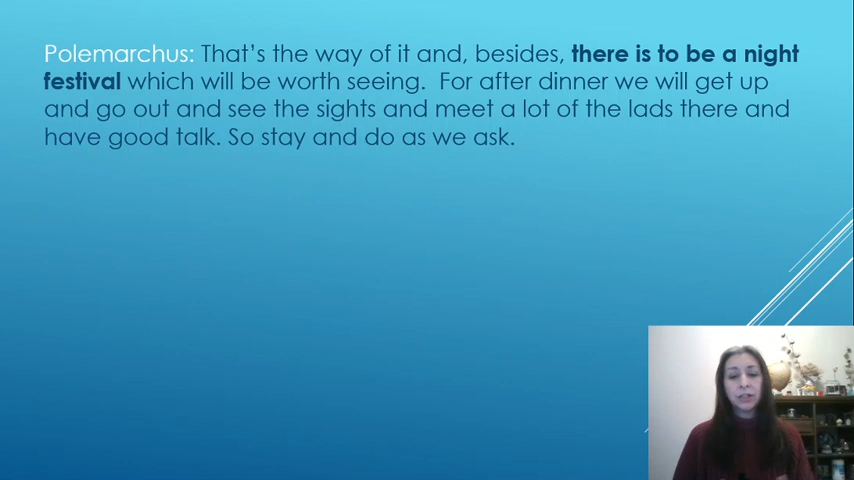 Polemarchus: That's the way of it and, besides, there is to be a night
festival which will be worth seeing.  For after dinner we will get up
and go out and see the sights and meet a lot of the lads there and
have good talk. So stay and do as we ask.